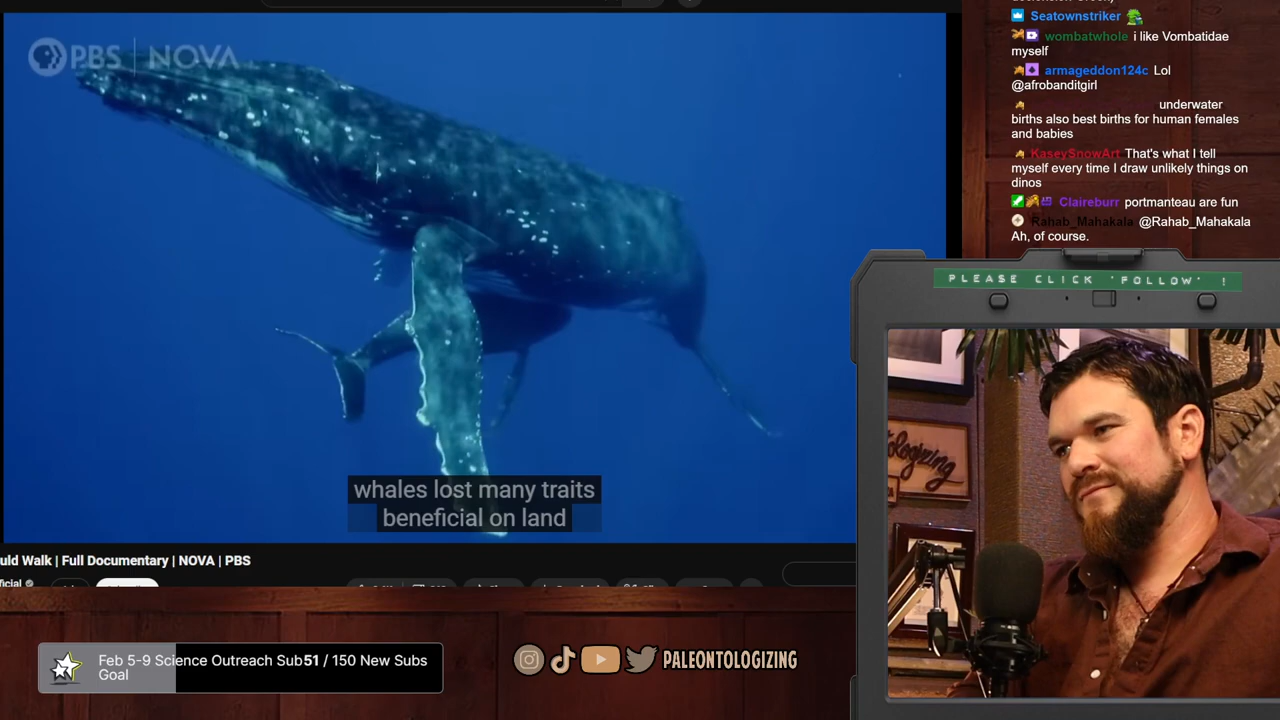 PBS | NOVA
whales lost many traits
beneficial on land
uld Walk | Full Documentary | NOVA | PBS
Feb 5-9 Science Outreach Sub 51 / 150 New Subs
Goal
PALEONTOLOGIZING
Seatownstriker
wombatwhole i like Vombatidae
myself
armageddon124c Lol
@afrobanditgirl
underwater
births also best births for human females
and babies
KaseySnowArt That's what I tell
myself every time I draw unlikely things on
dinos
Claireburr portmanteau are fun
Rahab_Mahakala @Rahab_Mahakala
Ah, of course.
PLEASE CLICK "FOLLOW" !
ologizing